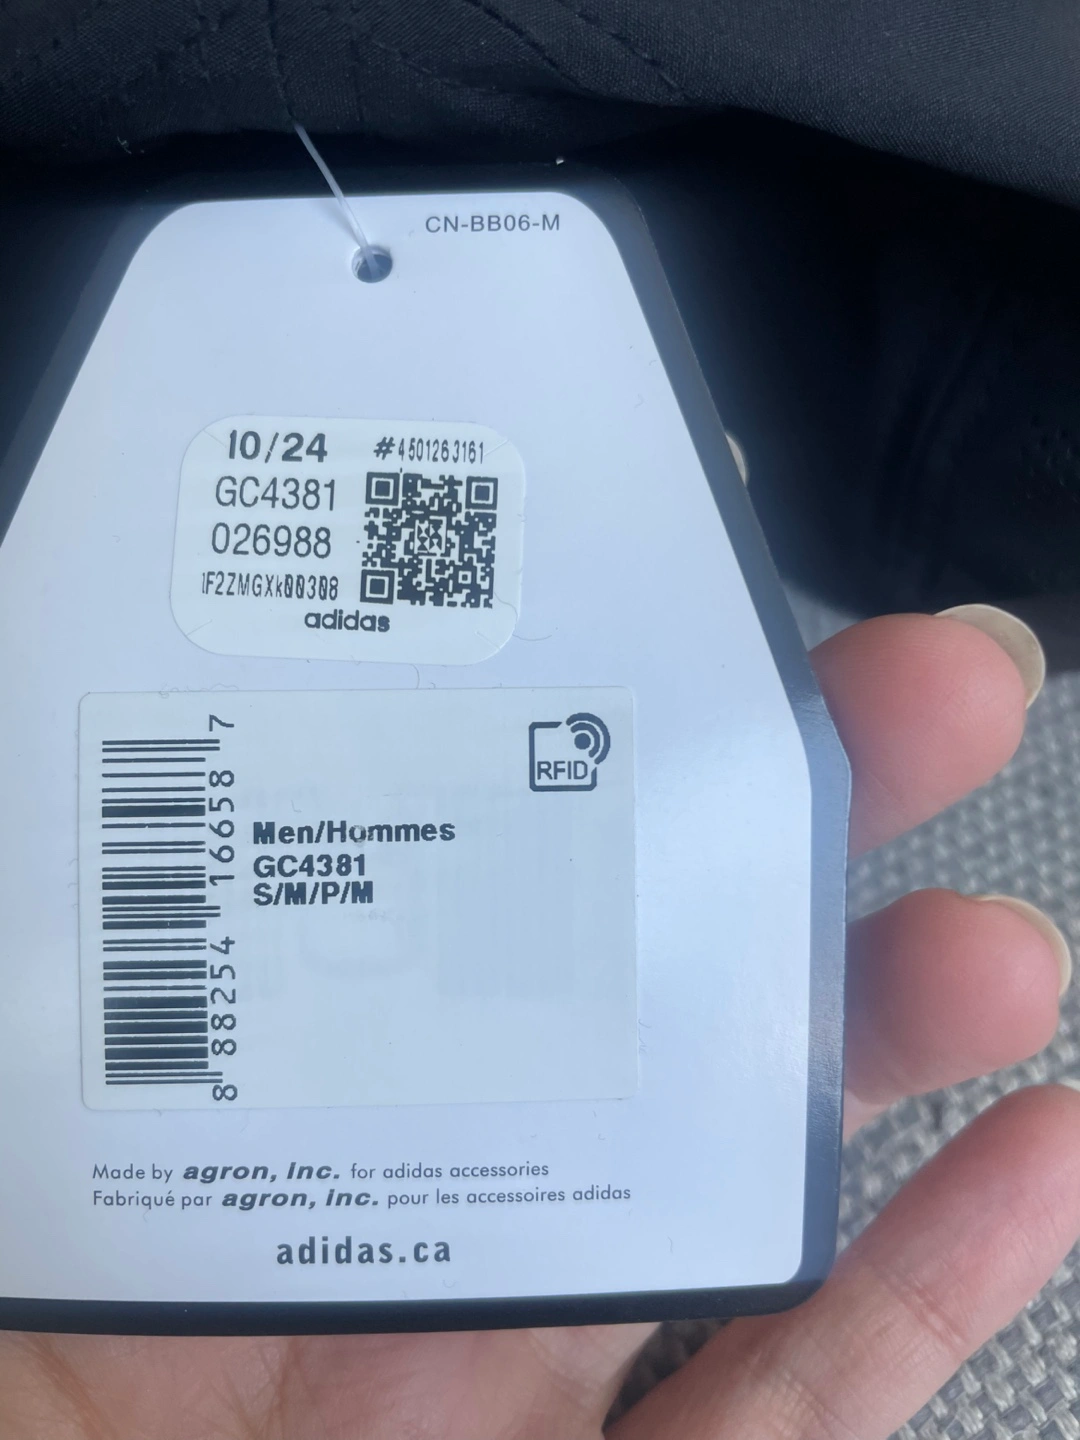 CN-BB06-M
10/24 #4501263161
GC4381
026988
1F2ZMGXk00308
adidas
RFID
8 88254 16658 7
Men/Hommes
GC4381
S/M/P/M
Made by agron, inc. for adidas accessories
Fabriqué par agron, inc. pour les accessoires adidas
adidas.ca